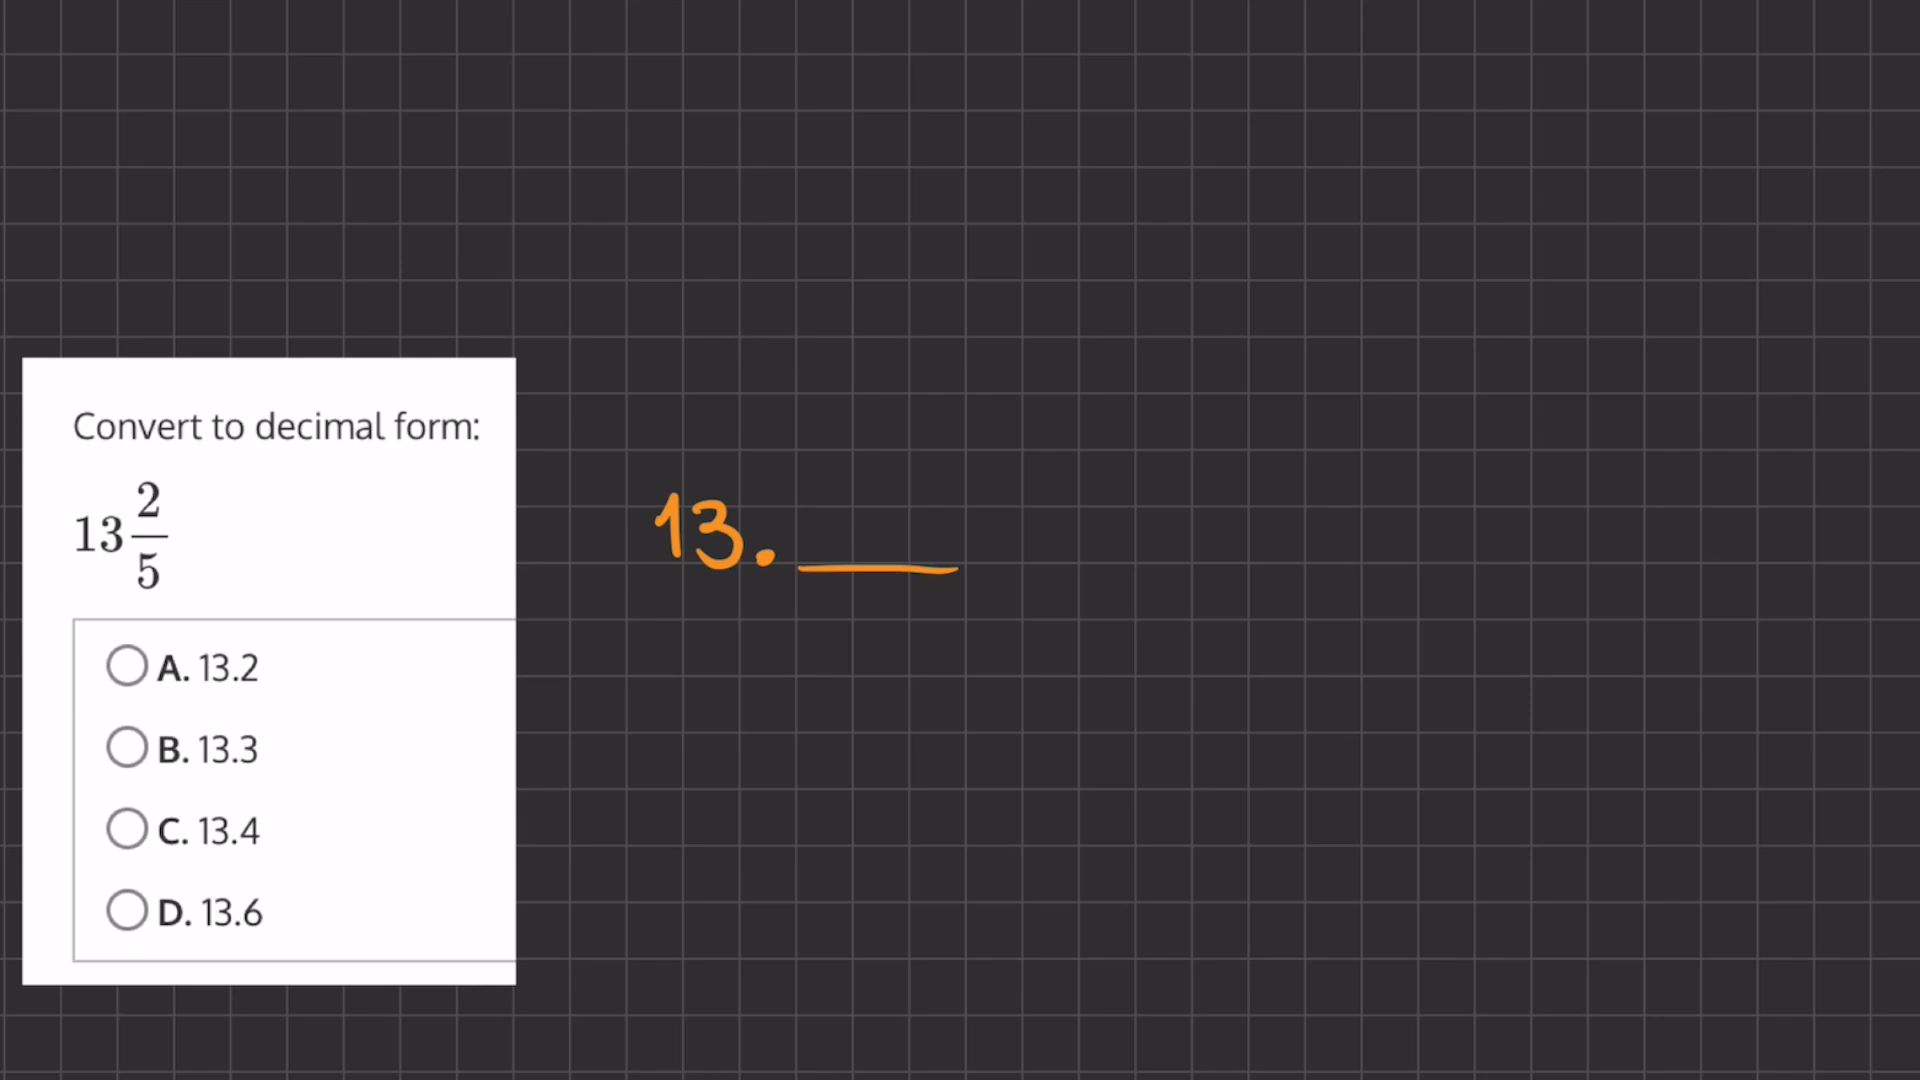 Convert to decimal form:
13 2/5
A. 13.2
B. 13.3
C. 13.4
D. 13.6
13.